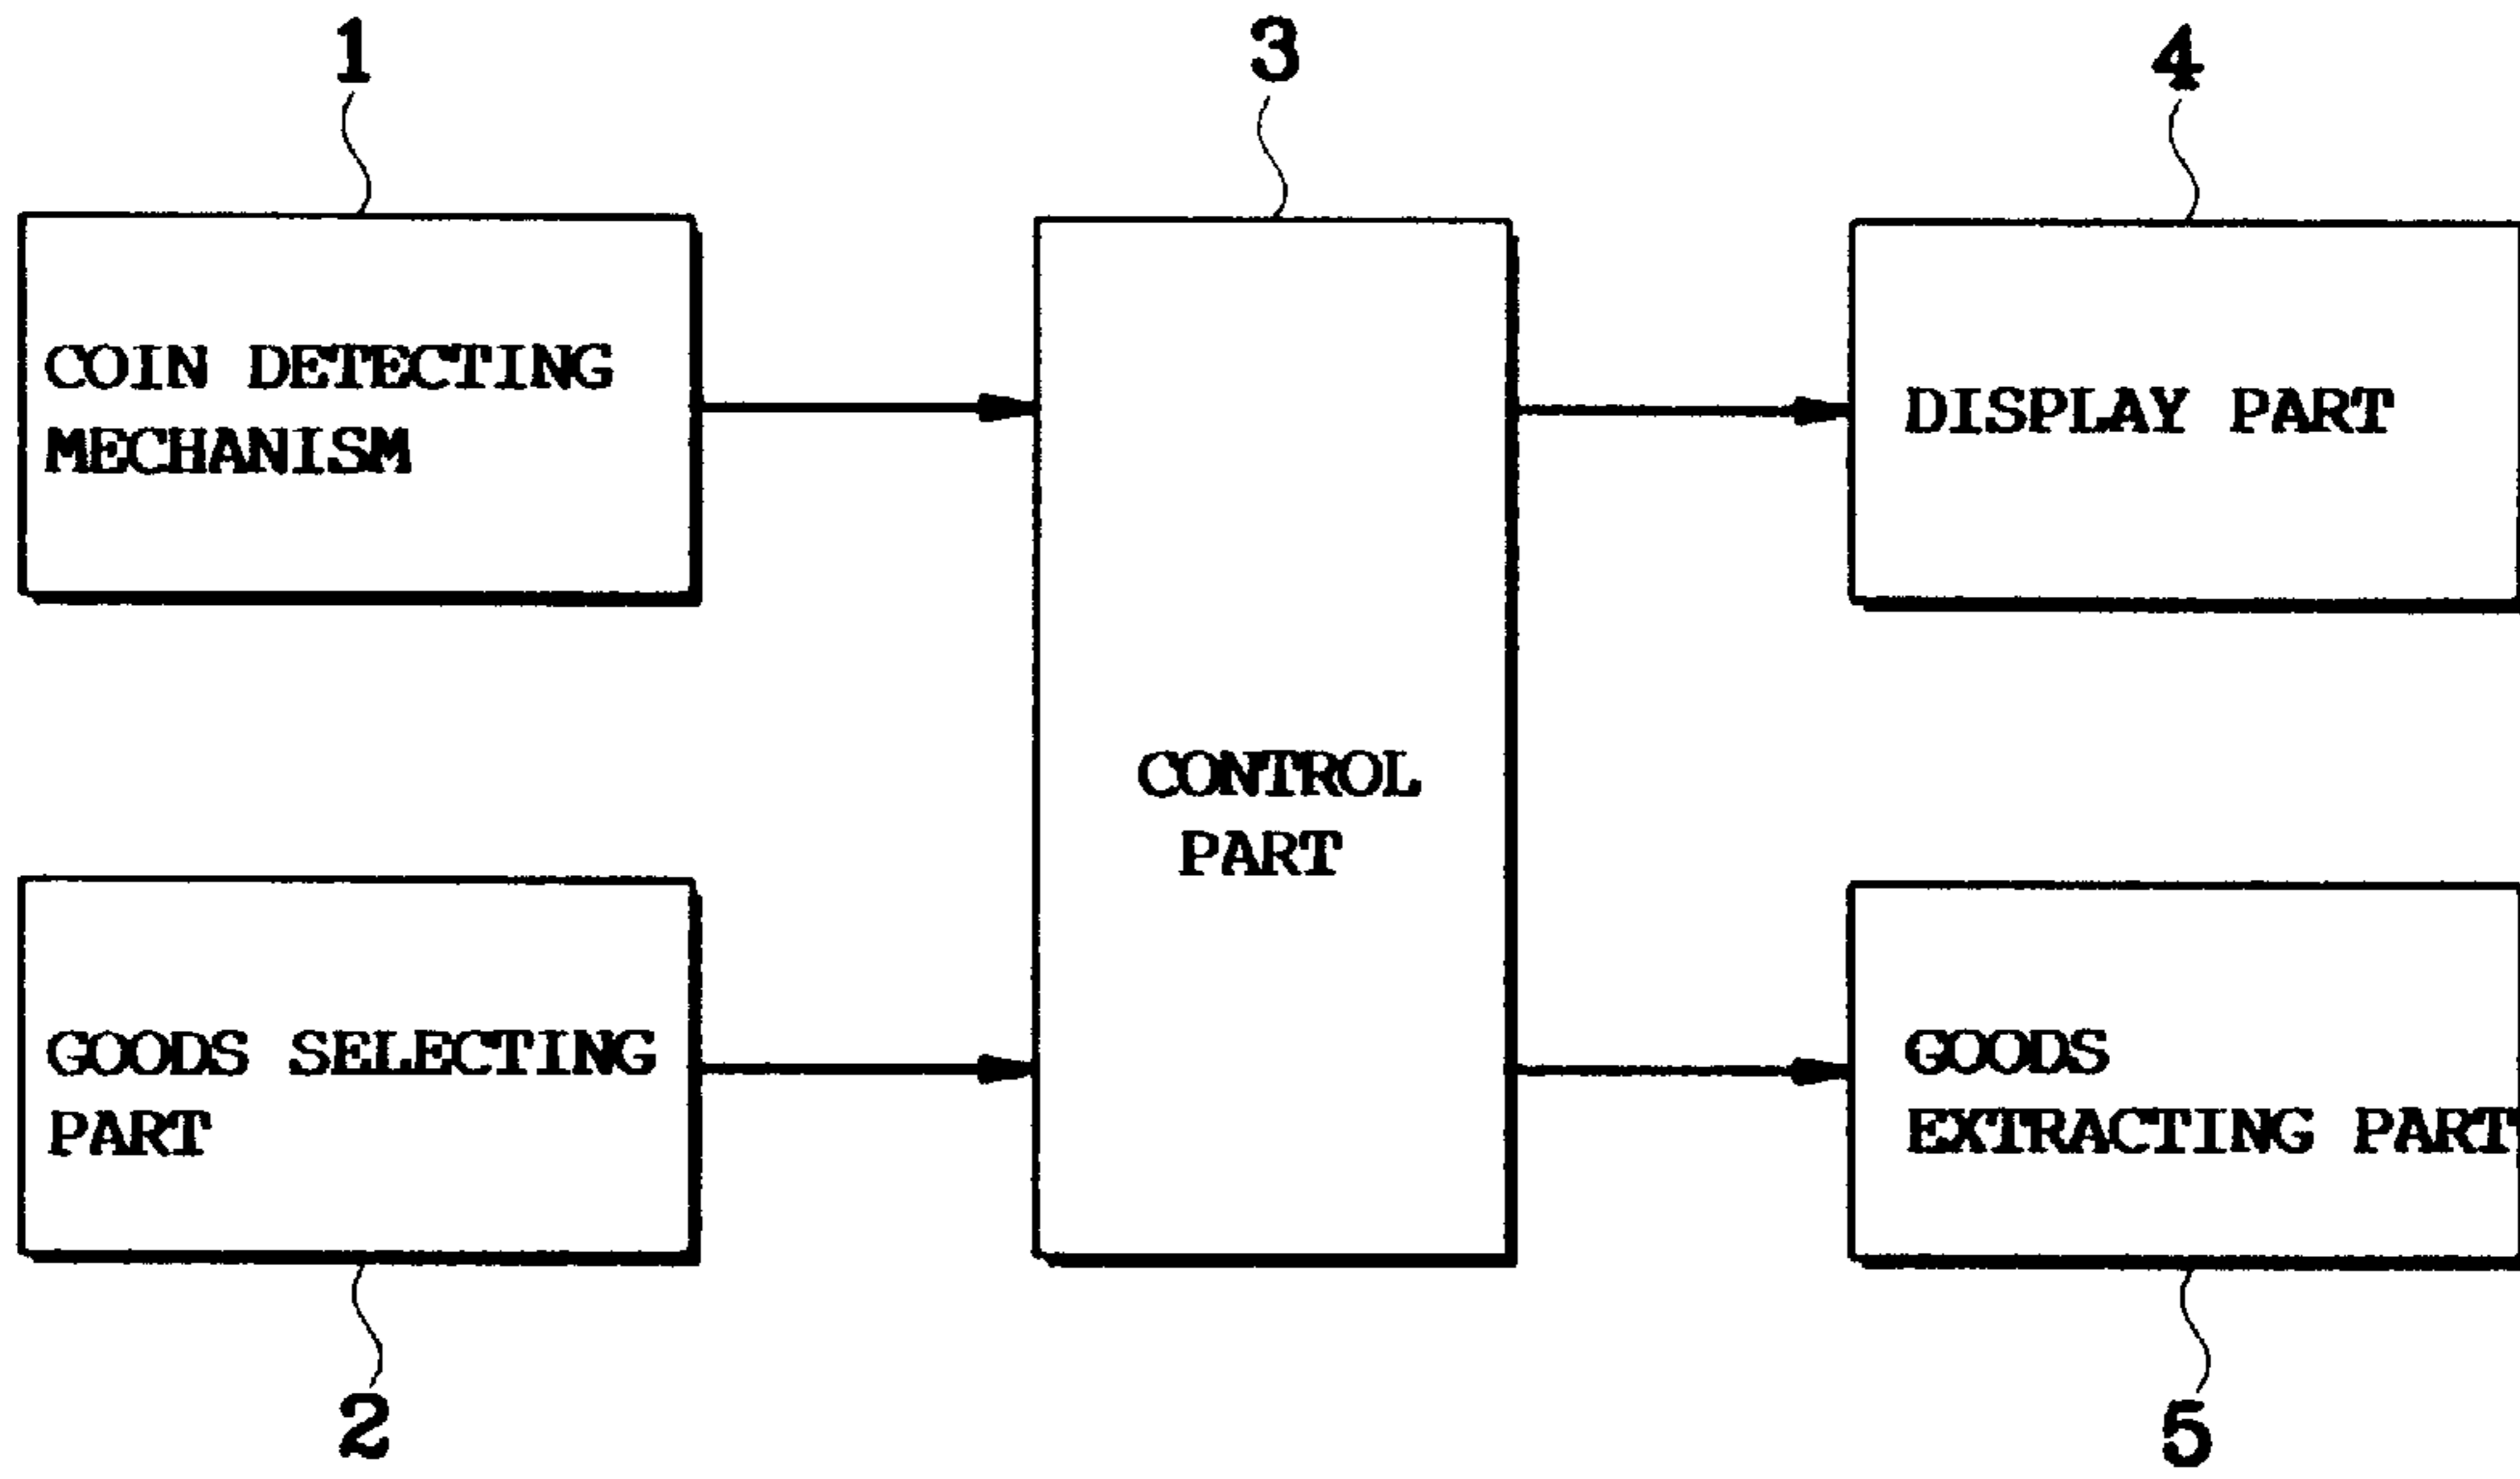 1
3
4
COIN DETECTING
MECHANISM
DISPLAY PART
CONTROL
PART
GOODS SELECTING
PART
GOODS
EXTRACTING PART
2
5